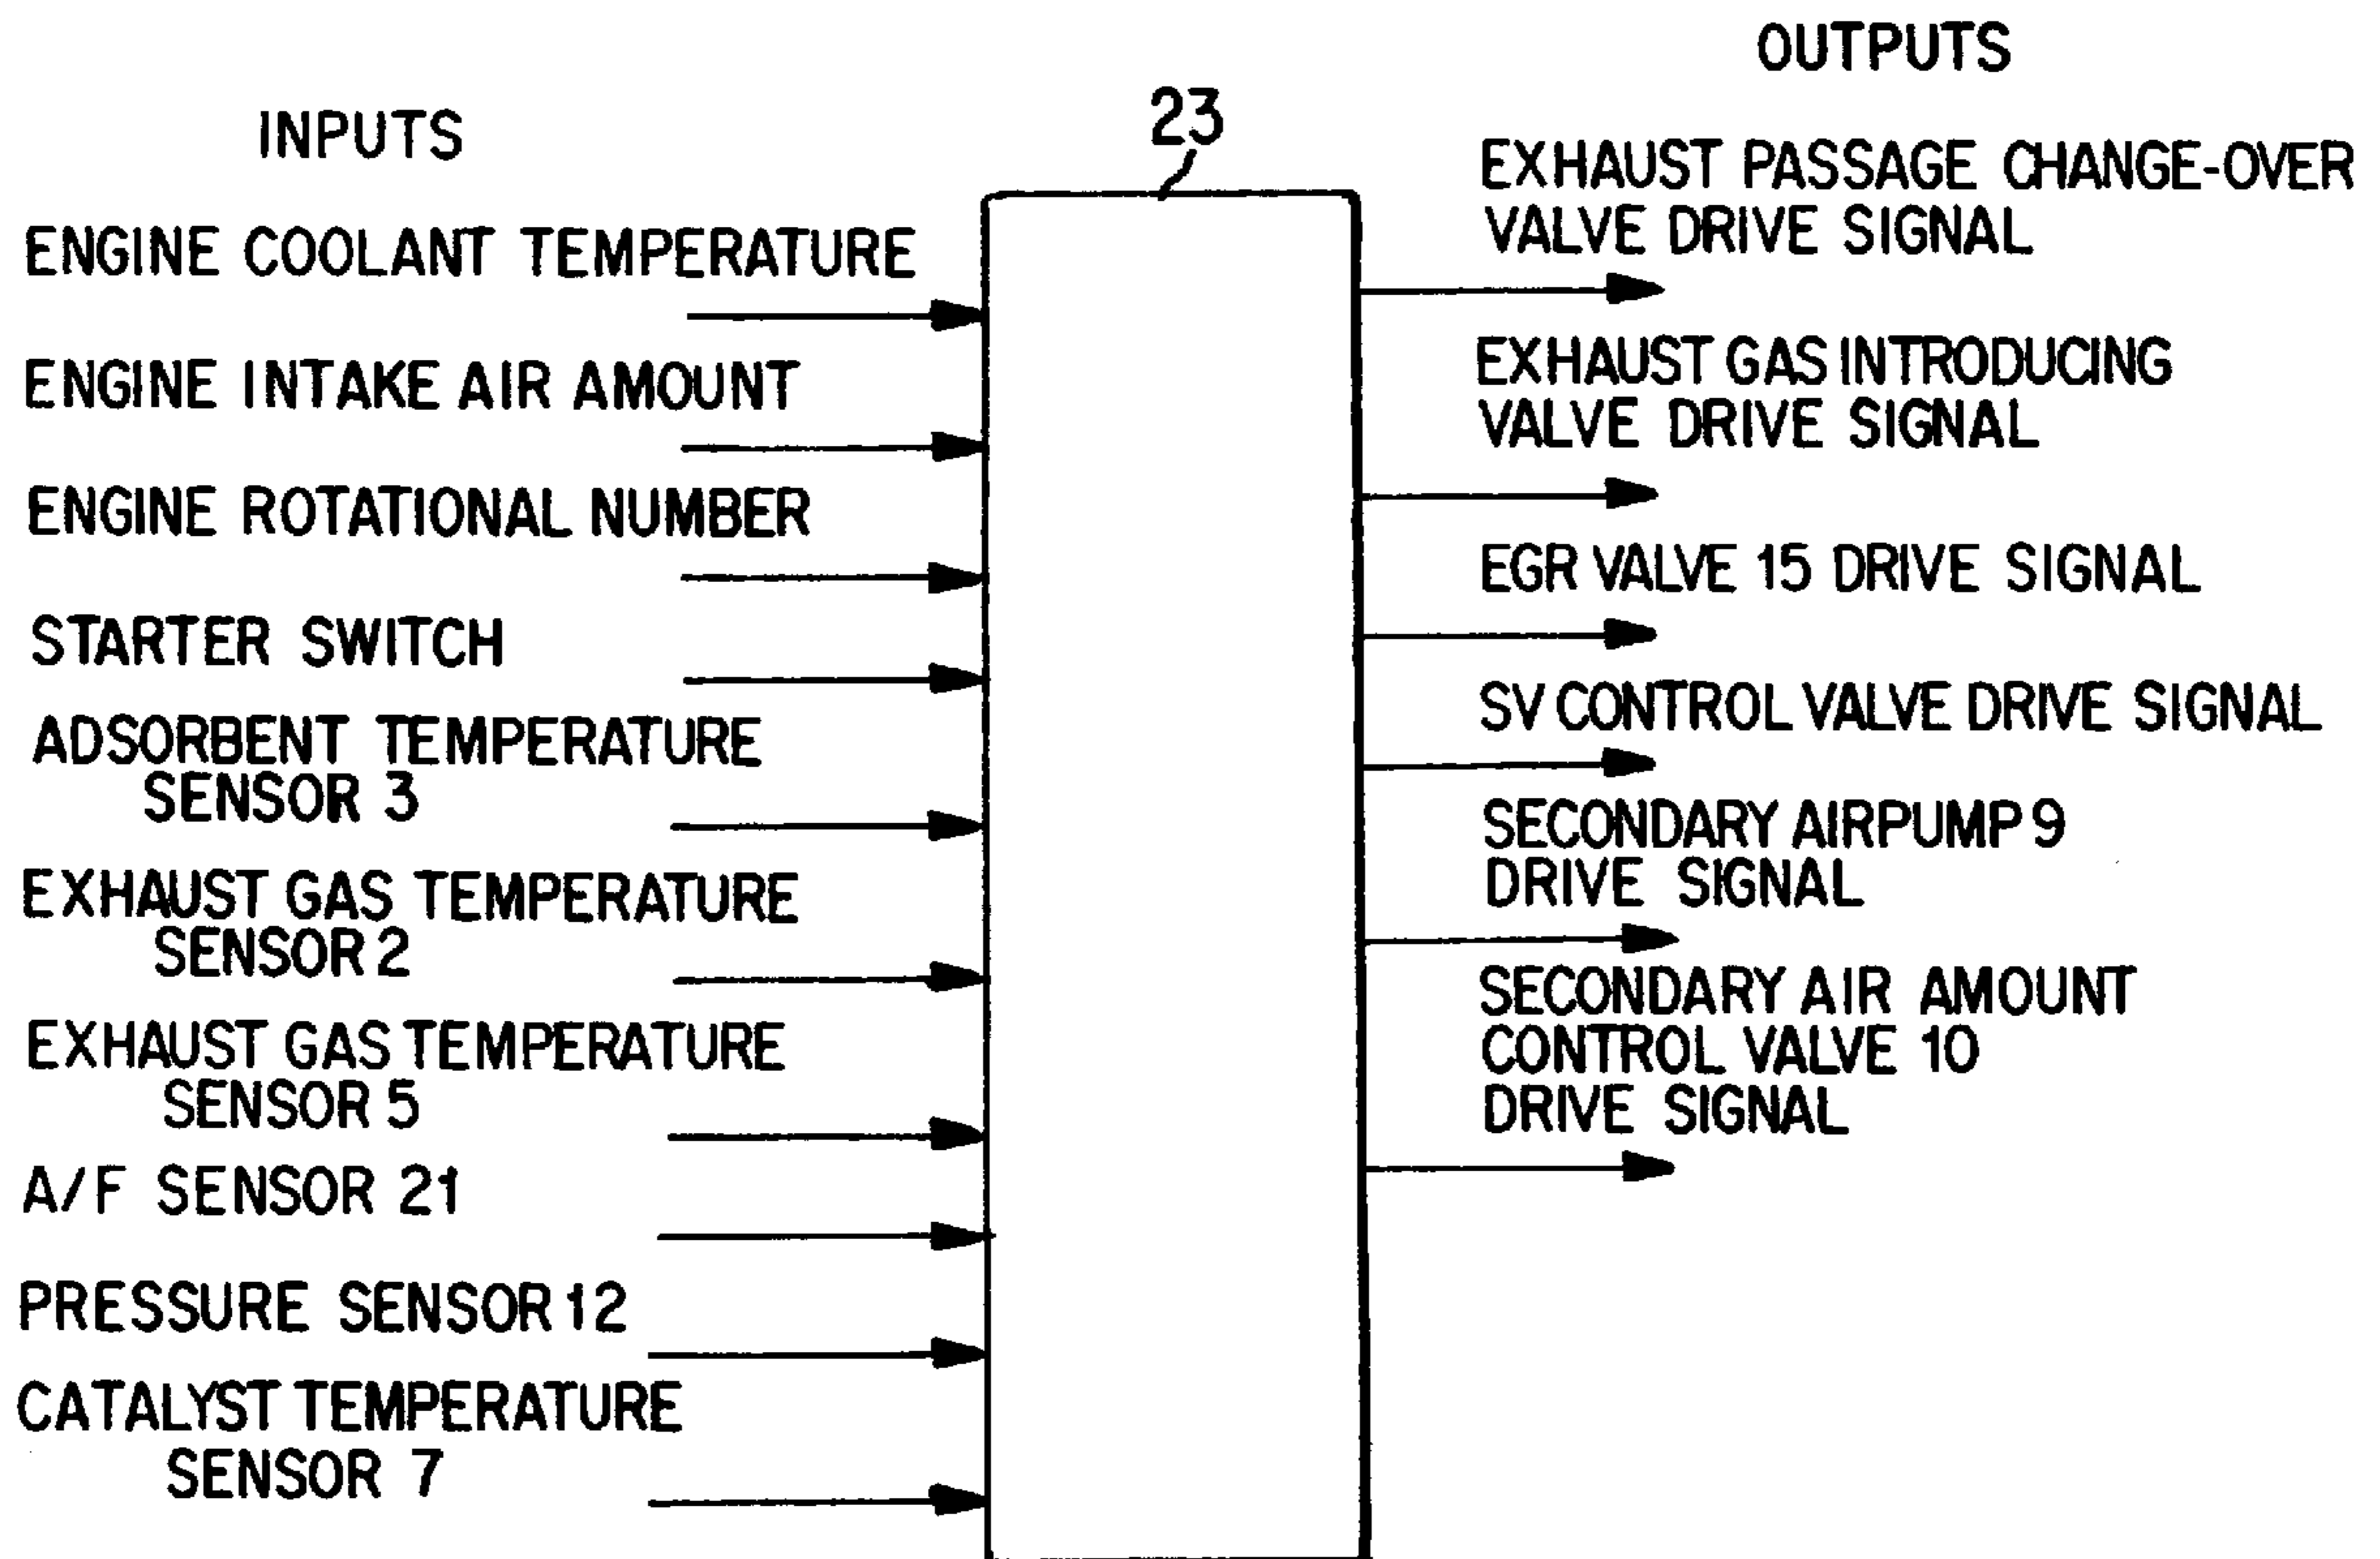 INPUTS
ENGINE COOLANT TEMPERATURE
ENGINE INTAKE AIR AMOUNT
ENGINE ROTATIONAL NUMBER
STARTER SWITCH
ADSORBENT TEMPERATURE
SENSOR 3
EXHAUST GAS TEMPERATURE
SENSOR 2
EXHAUST GAS TEMPERATURE
SENSOR 5
A/F SENSOR 21
PRESSURE SENSOR 12
CATALYST TEMPERATURE
SENSOR 7
23
OUTPUTS
EXHAUST PASSAGE CHANGE-OVER
VALVE DRIVE SIGNAL
EXHAUST GAS INTRODUCING
VALVE DRIVE SIGNAL
EGR VALVE 15 DRIVE SIGNAL
SV CONTROL VALVE DRIVE SIGNAL
SECONDARY AIRPUMP 9
DRIVE SIGNAL
SECONDARY AIR AMOUNT
CONTROL VALVE 10
DRIVE SIGNAL